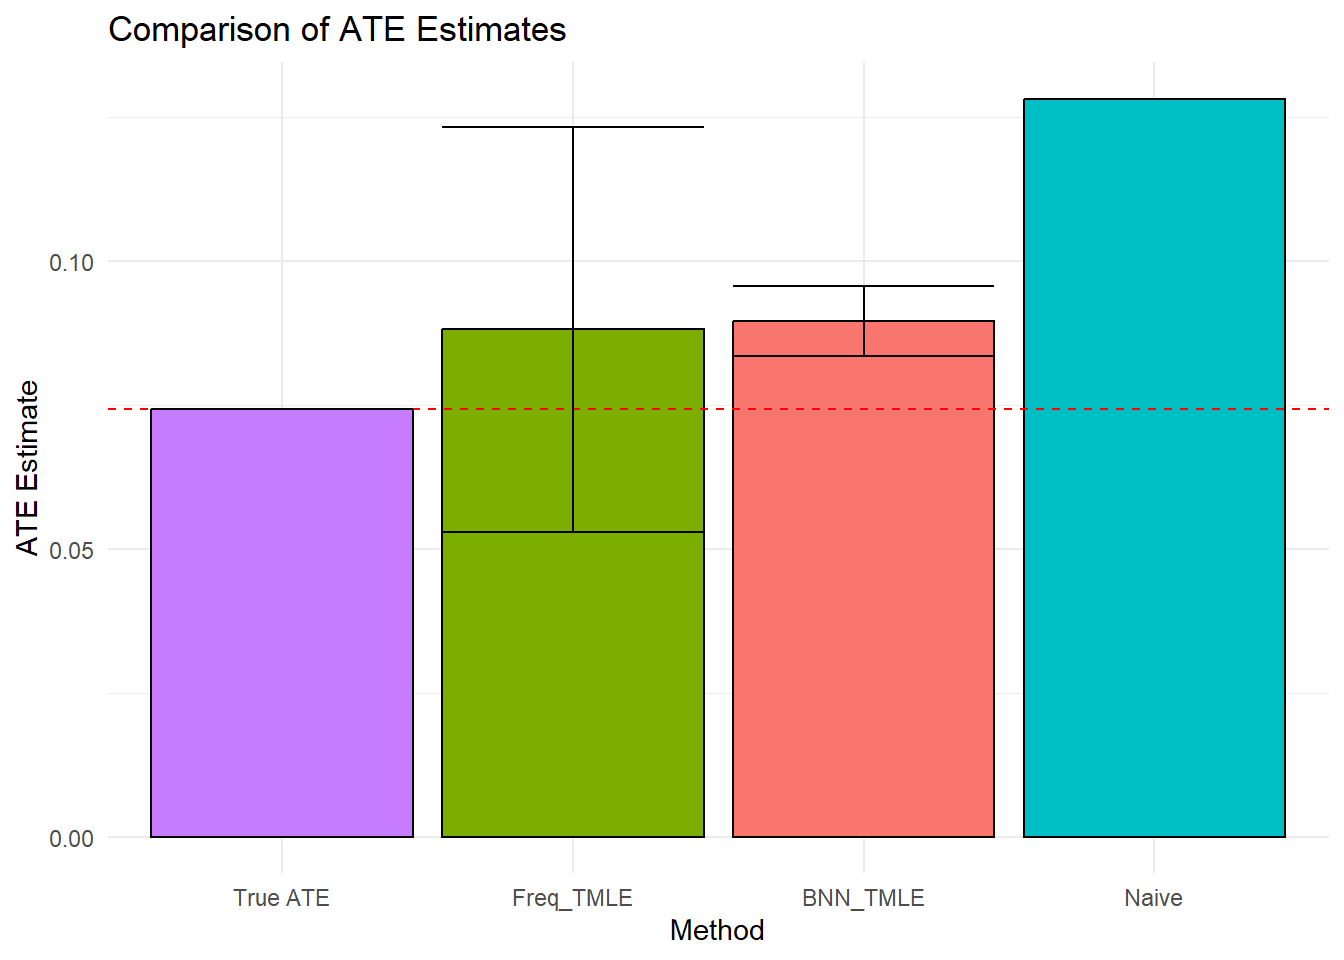 Comparison of ATE Estimates
ATE Estimate
0.10
0.05
0.00
True ATE
Freq_TMLE
BNN_TMLE
Naive
Method